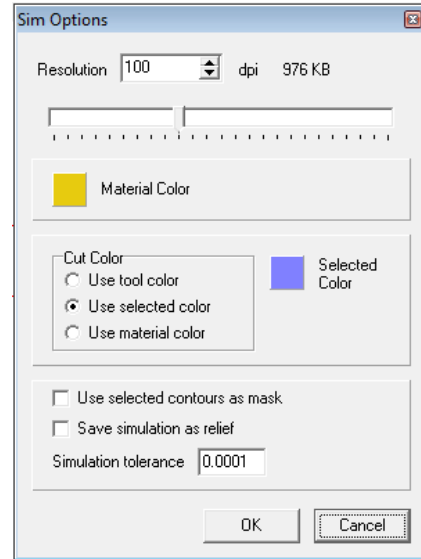 Sim Options
Resolution 100 dpi 976 KB
Material Color
Cut Color
Use tool color
Use selected color
Use material color
Selected
Color
Use selected contours as mask
Save simulation as relief
Simulation tolerance 0.0001
OK Cancel